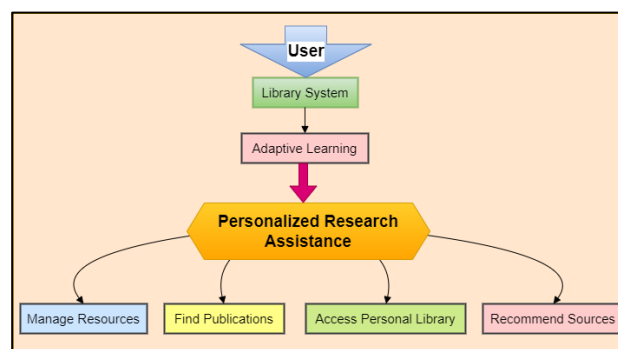 User
Library System
Adaptive Learning
Personalized Research
Assistance
Manage Resources
Find Publications
Access Personal Library
Recommend Sources